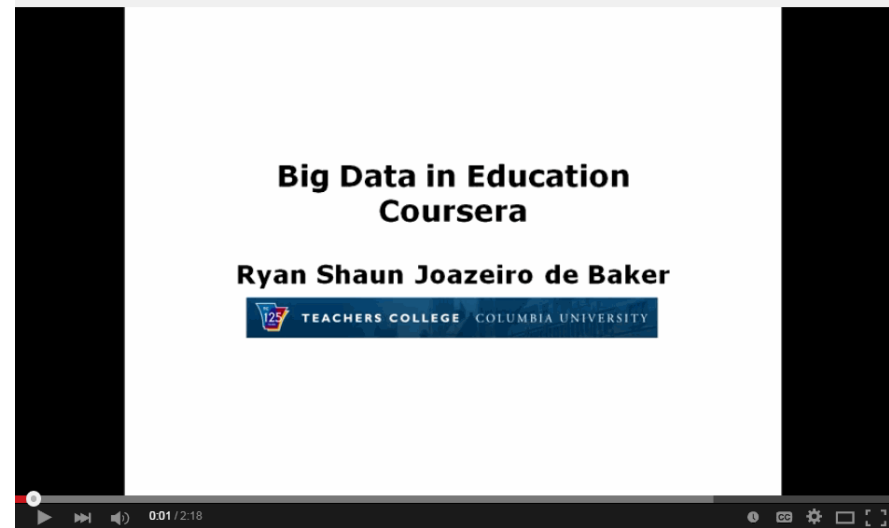 Big Data in Education
Coursera
Ryan Shaun Joazeiro de Baker
125 TEACHERS COLLEGE COLUMBIA UNIVERSITY
0:01 / 2:18 CC